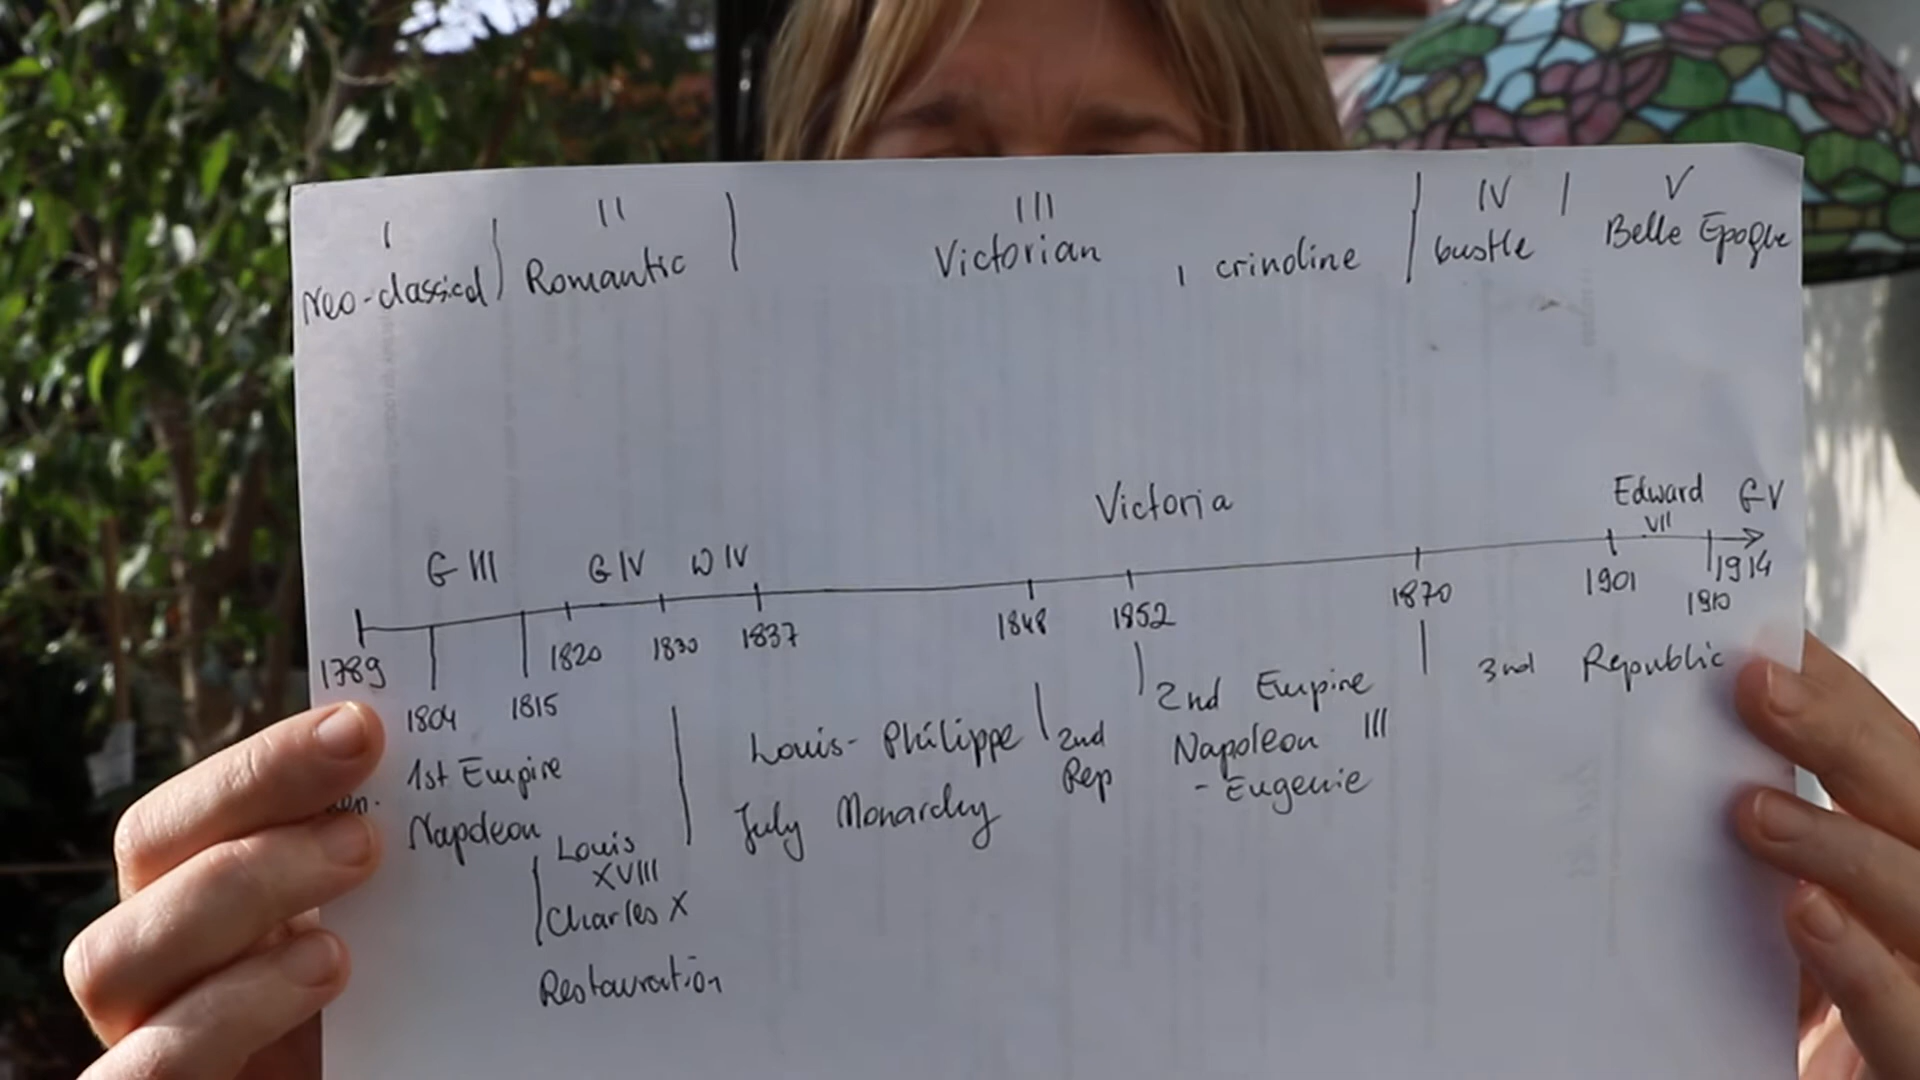 I II III IV V
Neo-classical Romantic Victorian crinoline bustle Belle Epoque
Victoria Edward VII G V
G III G IV W IV
1789 1804 1815 1820 1830 1837 1848 1852 1870 1901 1910 1914
1st Empire
Napoleon
Louis
XVIII
Charles X
Restauration
Louis-Philippe
July Monarchy
2nd
Rep
2nd Empire
Napoleon III
- Eugenie
3nd Republic